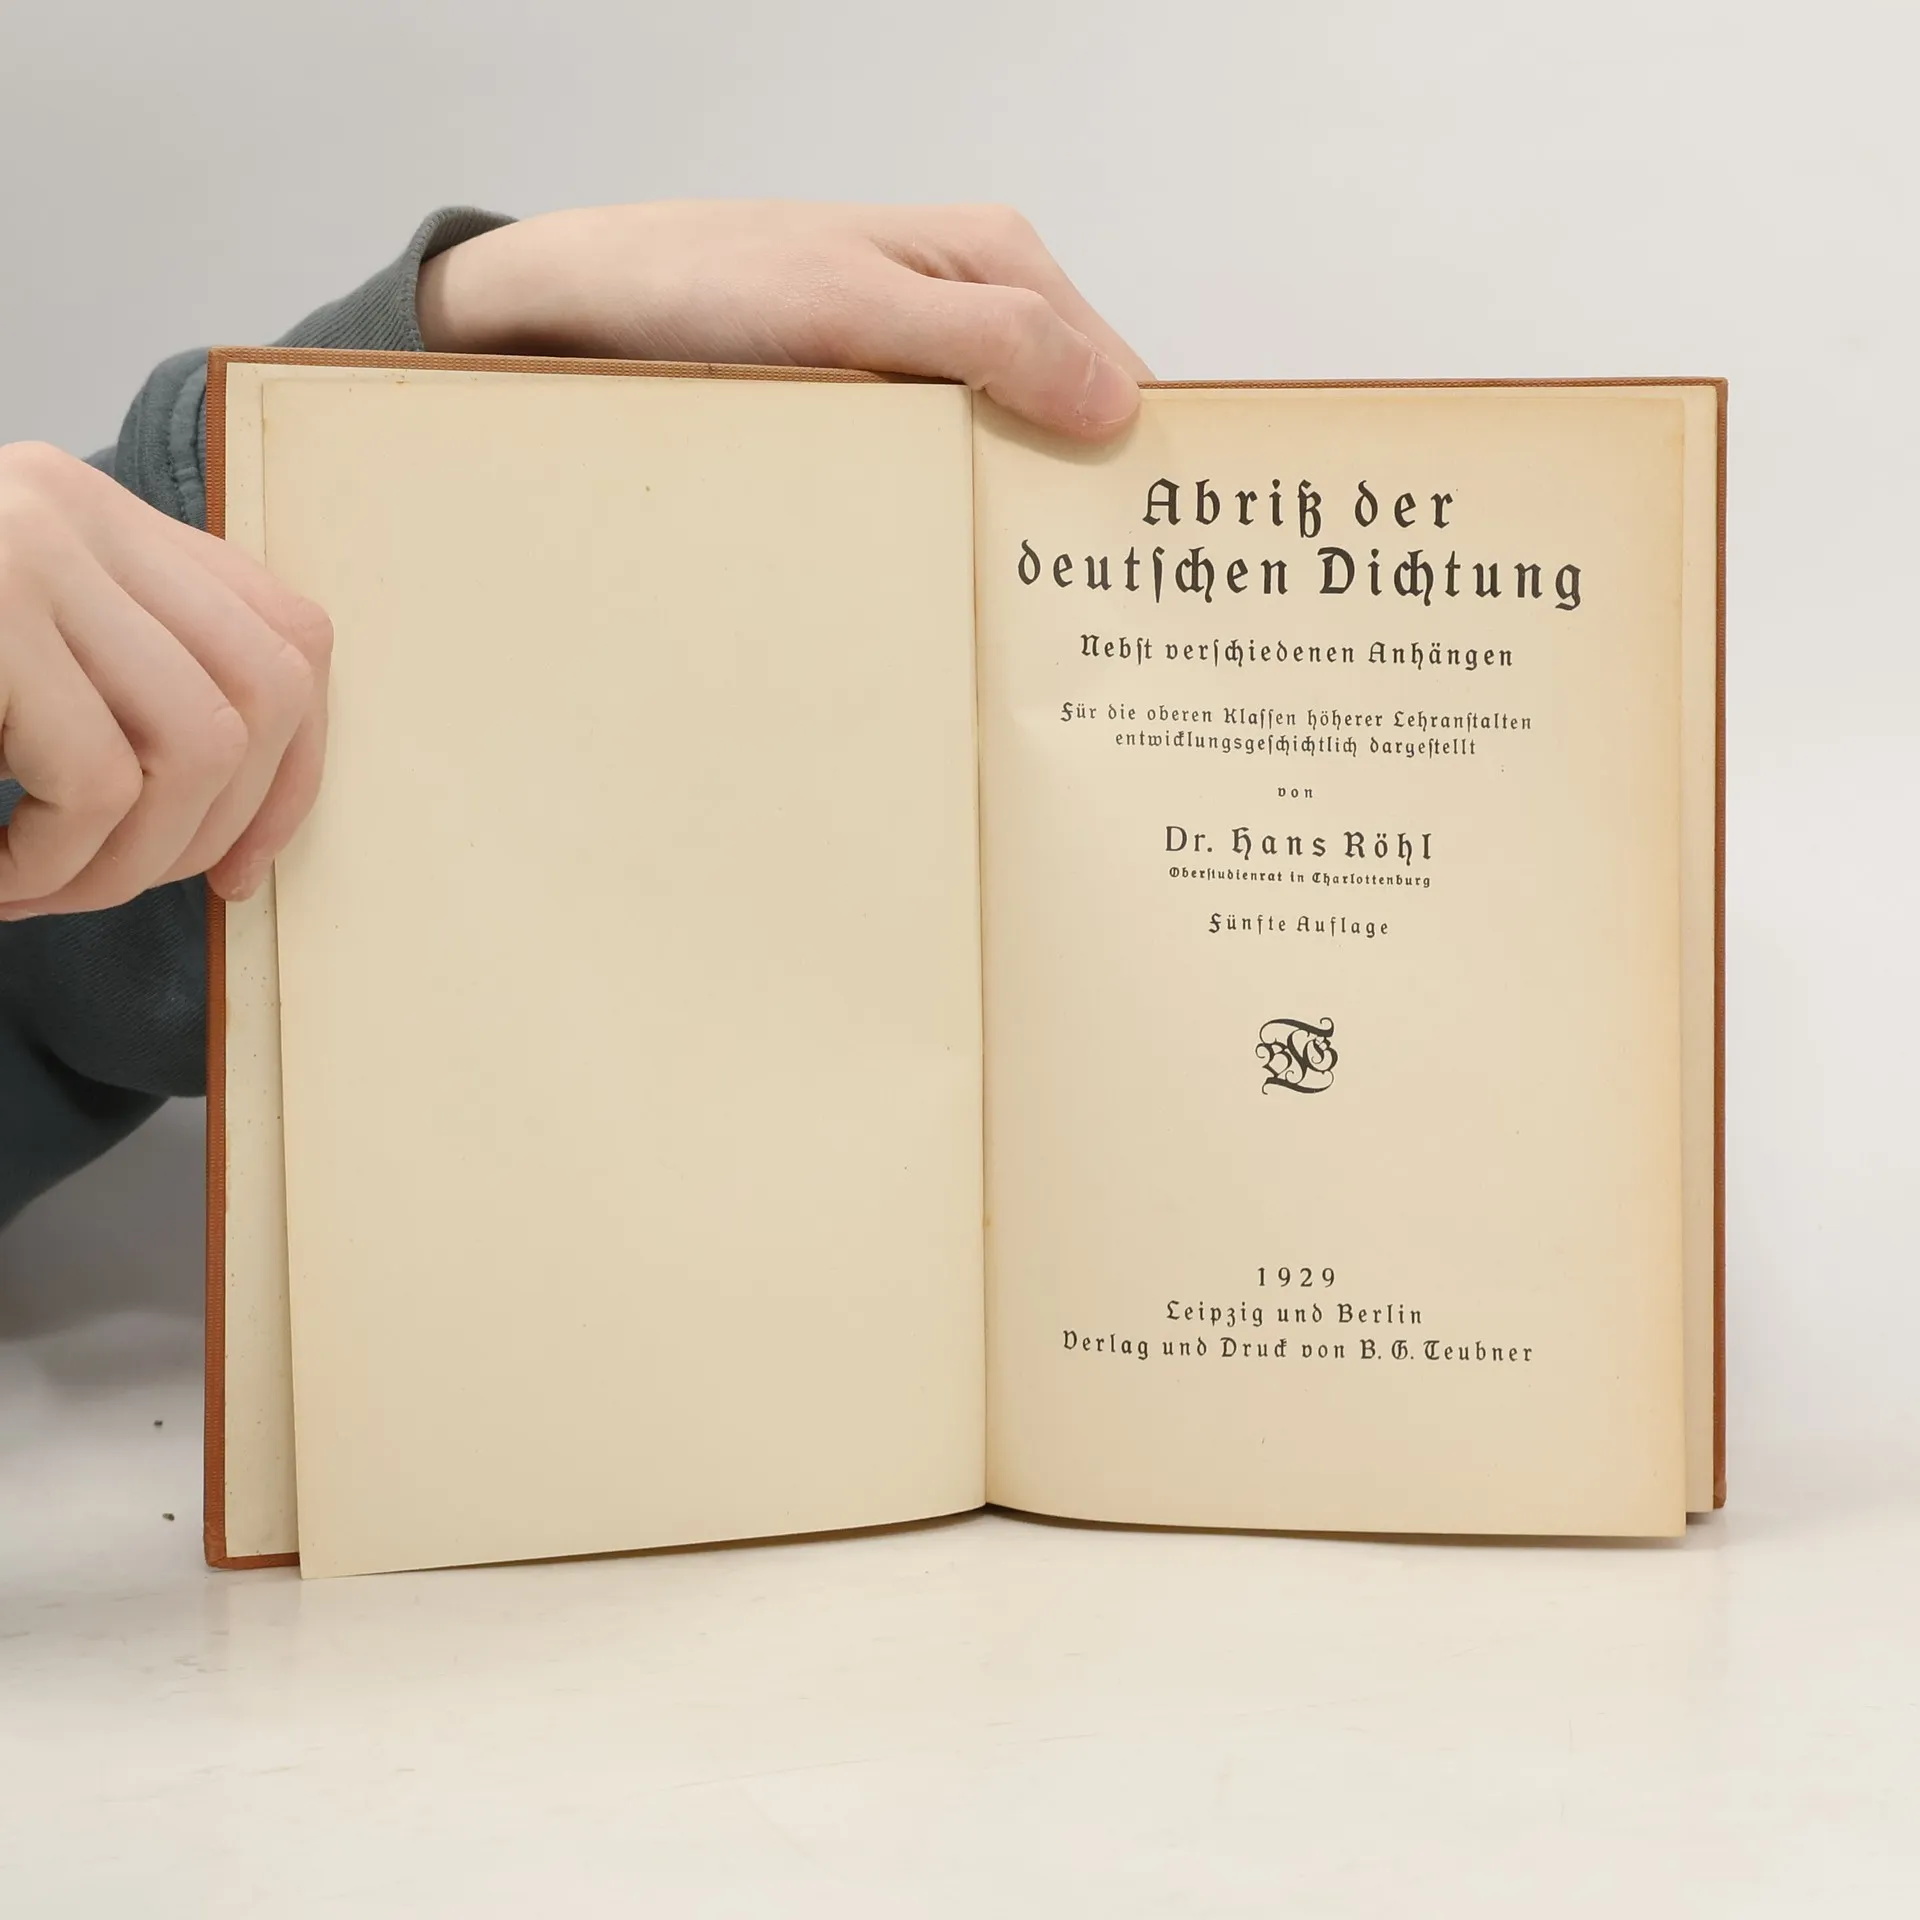 Abriß der
deutschen Dichtung
Nebst verschiedenen Anhängen
Für die oberen Klassen höherer Lehranstalten
entwicklungsgeschichtlich dargestellt
von
Dr. Hans Röhl
Oberstudienrat in Charlottenburg
Fünfte Auflage
BGT
1929
Leipzig und Berlin
Verlag und Druck von B. G. Teubner